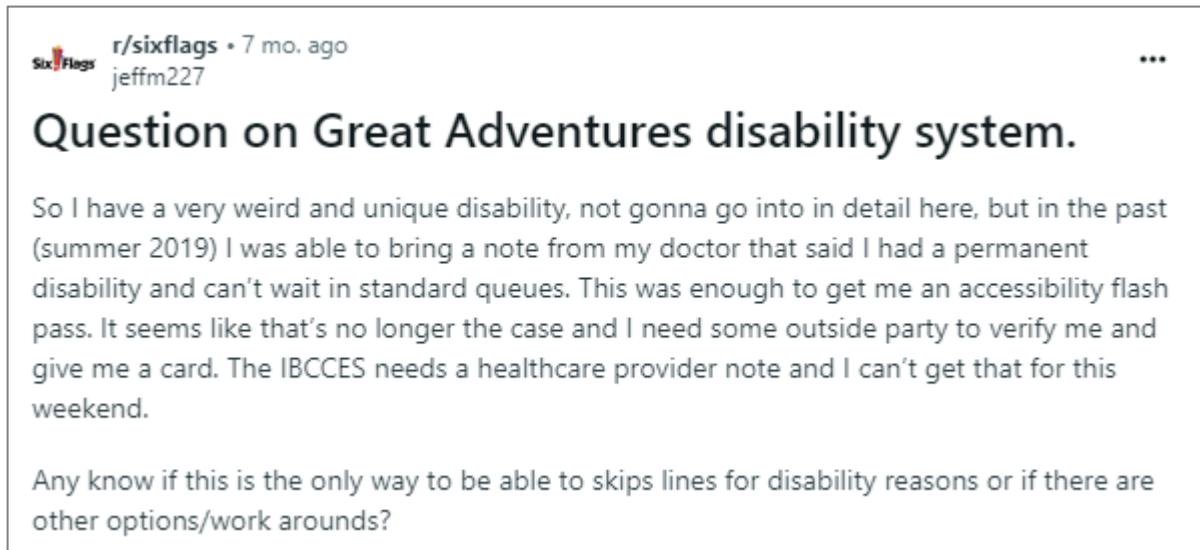 Six Flags
r/sixflags • 7 mo. ago
jeffm227
Question on Great Adventures disability system.
So I have a very weird and unique disability, not gonna go into in detail here, but in the past
(summer 2019) I was able to bring a note from my doctor that said I had a permanent
disability and can’t wait in standard queues. This was enough to get me an accessibility flash
pass. It seems like that’s no longer the case and I need some outside party to verify me and
give me a card. The IBCCES needs a healthcare provider note and I can’t get that for this
weekend.
Any know if this is the only way to be able to skips lines for disability reasons or if there are
other options/work arounds?